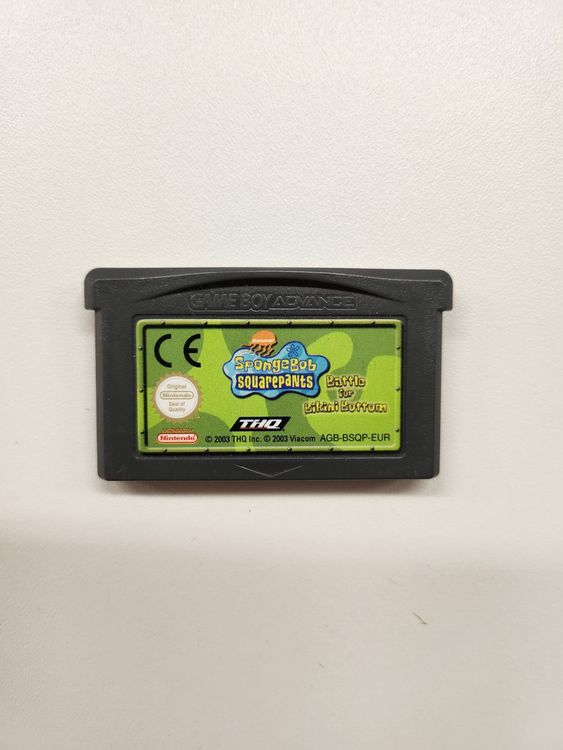 GAME BOY ADVANCE
CE
Nickelodeon
SpongeBob
SQUAREPANTS
Battle
for
Bikini Bottom
Original
Nintendo
Seal of
Quality
THQ
Nintendo
© 2003 THQ Inc. © 2003 Viacom AGB-BSQP-EUR